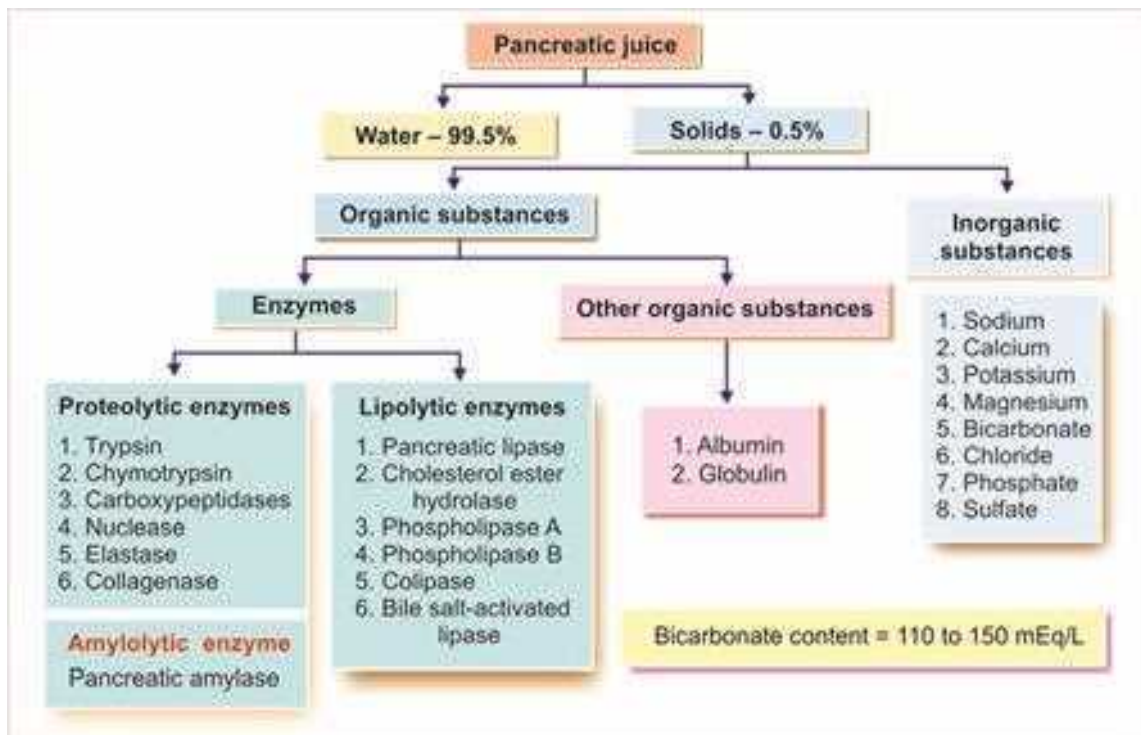 Pancreatic juice
Water – 99.5%
Solids – 0.5%
Organic substances
Inorganic
substances
Enzymes
Other organic substances
Proteolytic enzymes
1. Trypsin
2. Chymotrypsin
3. Carboxypeptidases
4. Nuclease
5. Elastase
6. Collagenase
Amylolytic enzyme
Pancreatic amylase
Lipolytic enzymes
1. Pancreatic lipase
2. Cholesterol ester
hydrolase
3. Phospholipase A
4. Phospholipase B
5. Colipase
6. Bile salt-activated
lipase
1. Albumin
2. Globulin
1. Sodium
2. Calcium
3. Potassium
4. Magnesium
5. Bicarbonate
6. Chloride
7. Phosphate
8. Sulfate
Bicarbonate content = 110 to 150 mEq/L